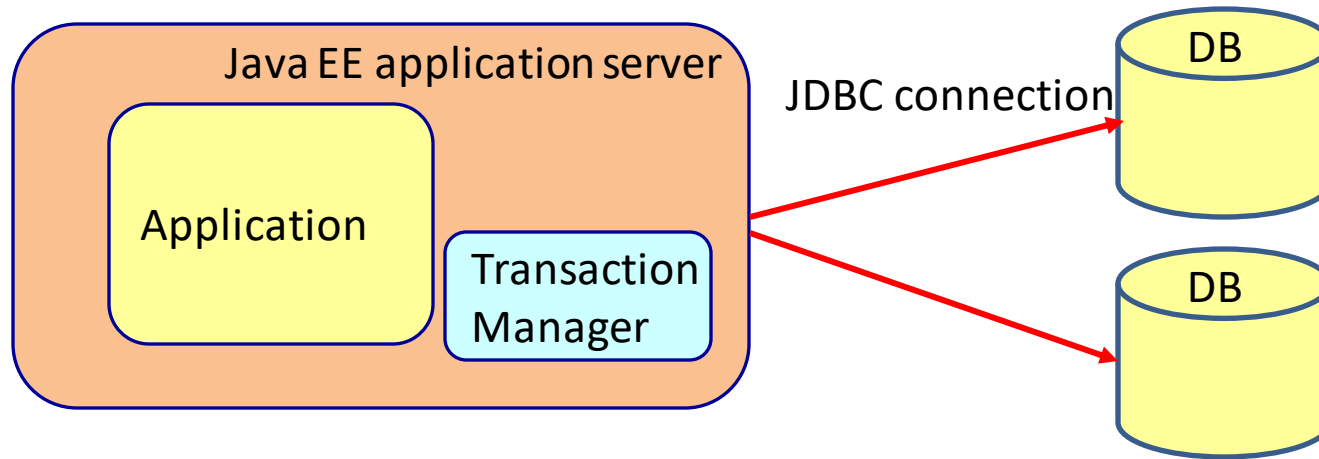 Java EE application server
DB
JDBC connection
Application
Transaction
Manager
DB